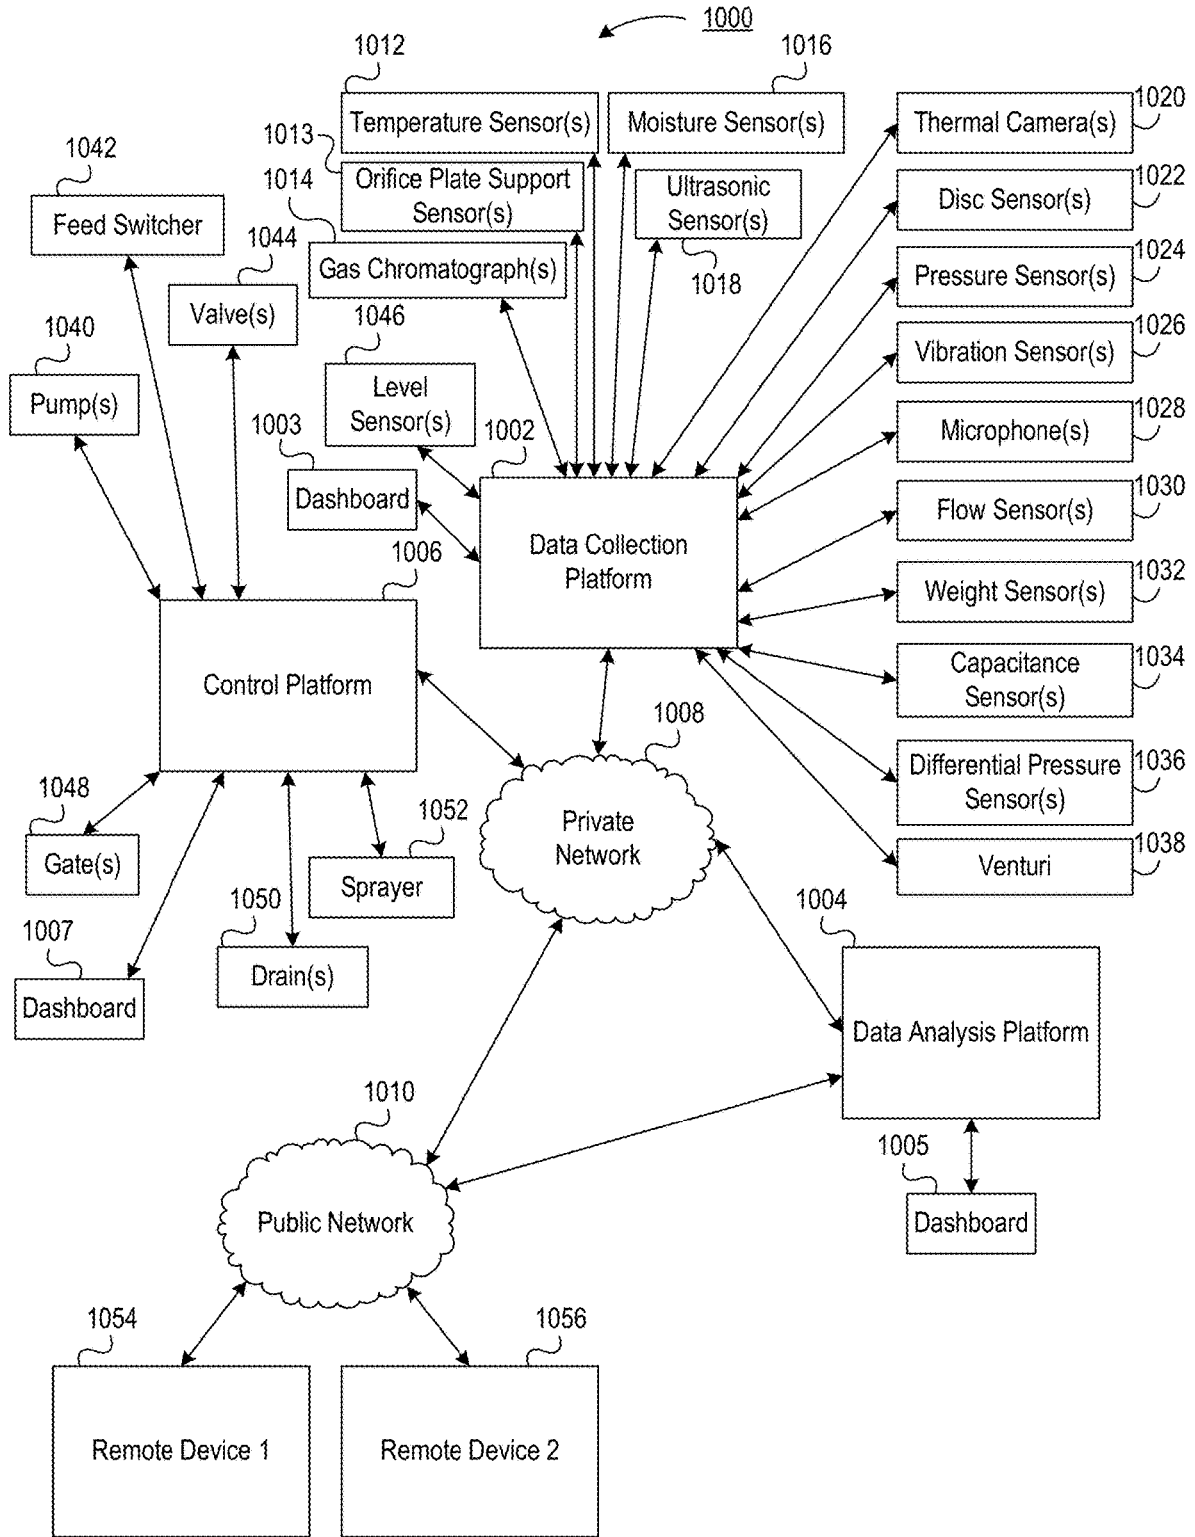 1000
1012
1016
Temperature Sensor(s)
Moisture Sensor(s)
1020
Thermal Camera(s)
1013
Orifice Plate Support
Sensor(s)
Ultrasonic
Sensor(s)
1018
1022
Disc Sensor(s)
1042
Feed Switcher
1014
Gas Chromatograph(s)
1024
Pressure Sensor(s)
1044
Valve(s)
1046
Level
Sensor(s)
1026
Vibration Sensor(s)
1040
Pump(s)
1028
Microphone(s)
1003
Dashboard
1002
Data Collection
Platform
1030
Flow Sensor(s)
1006
Control Platform
1032
Weight Sensor(s)
1034
Capacitance
Sensor(s)
1008
Private
Network
1036
Differential Pressure
Sensor(s)
1038
Venturi
1048
Gate(s)
1052
Sprayer
1050
Drain(s)
1007
Dashboard
1004
Data Analysis Platform
1005
Dashboard
1010
Public Network
1054
Remote Device 1
1056
Remote Device 2